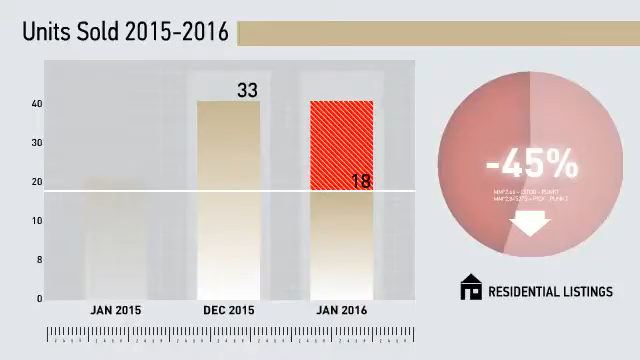 Units Sold 2015-2016
33
40
30
20
18
10
8
0
-45%
JAN 2015
DEC 2015
JAN 2016
RESIDENTIAL LISTINGS